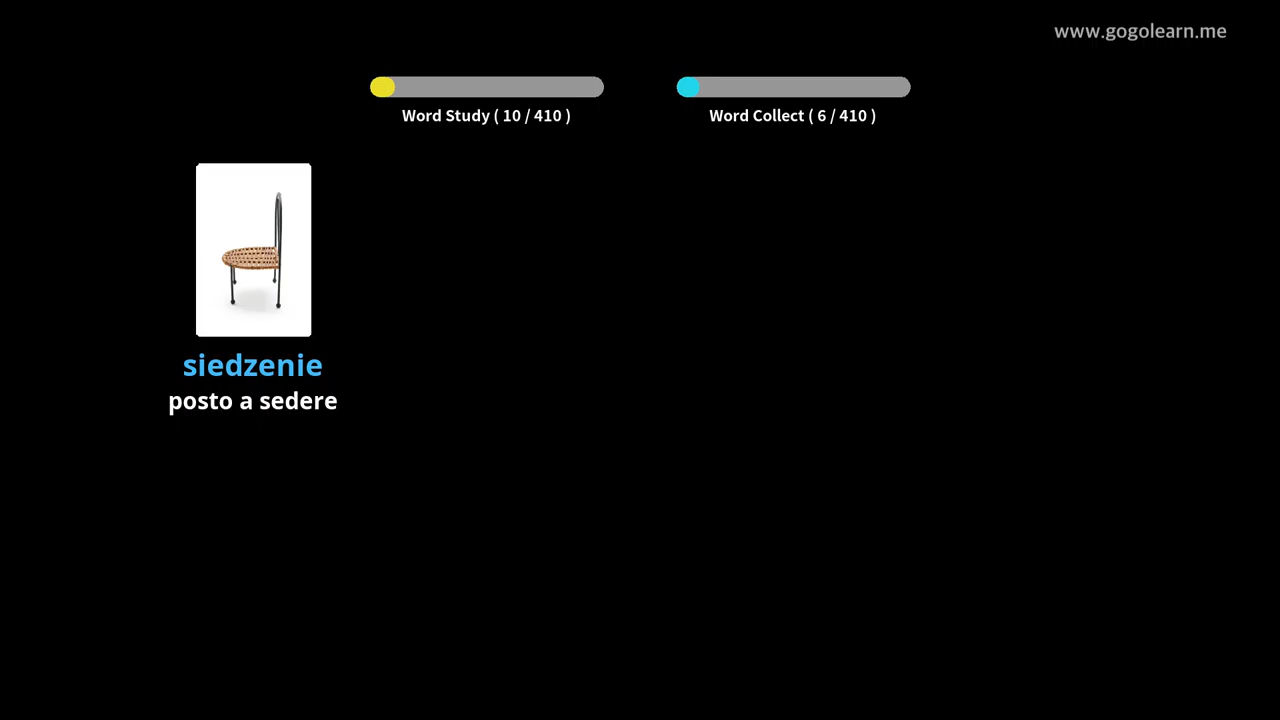 www.gogolearn.me
Word Study ( 10 / 410 )
Word Collect ( 6 / 410 )
siedzenie
posto a sedere